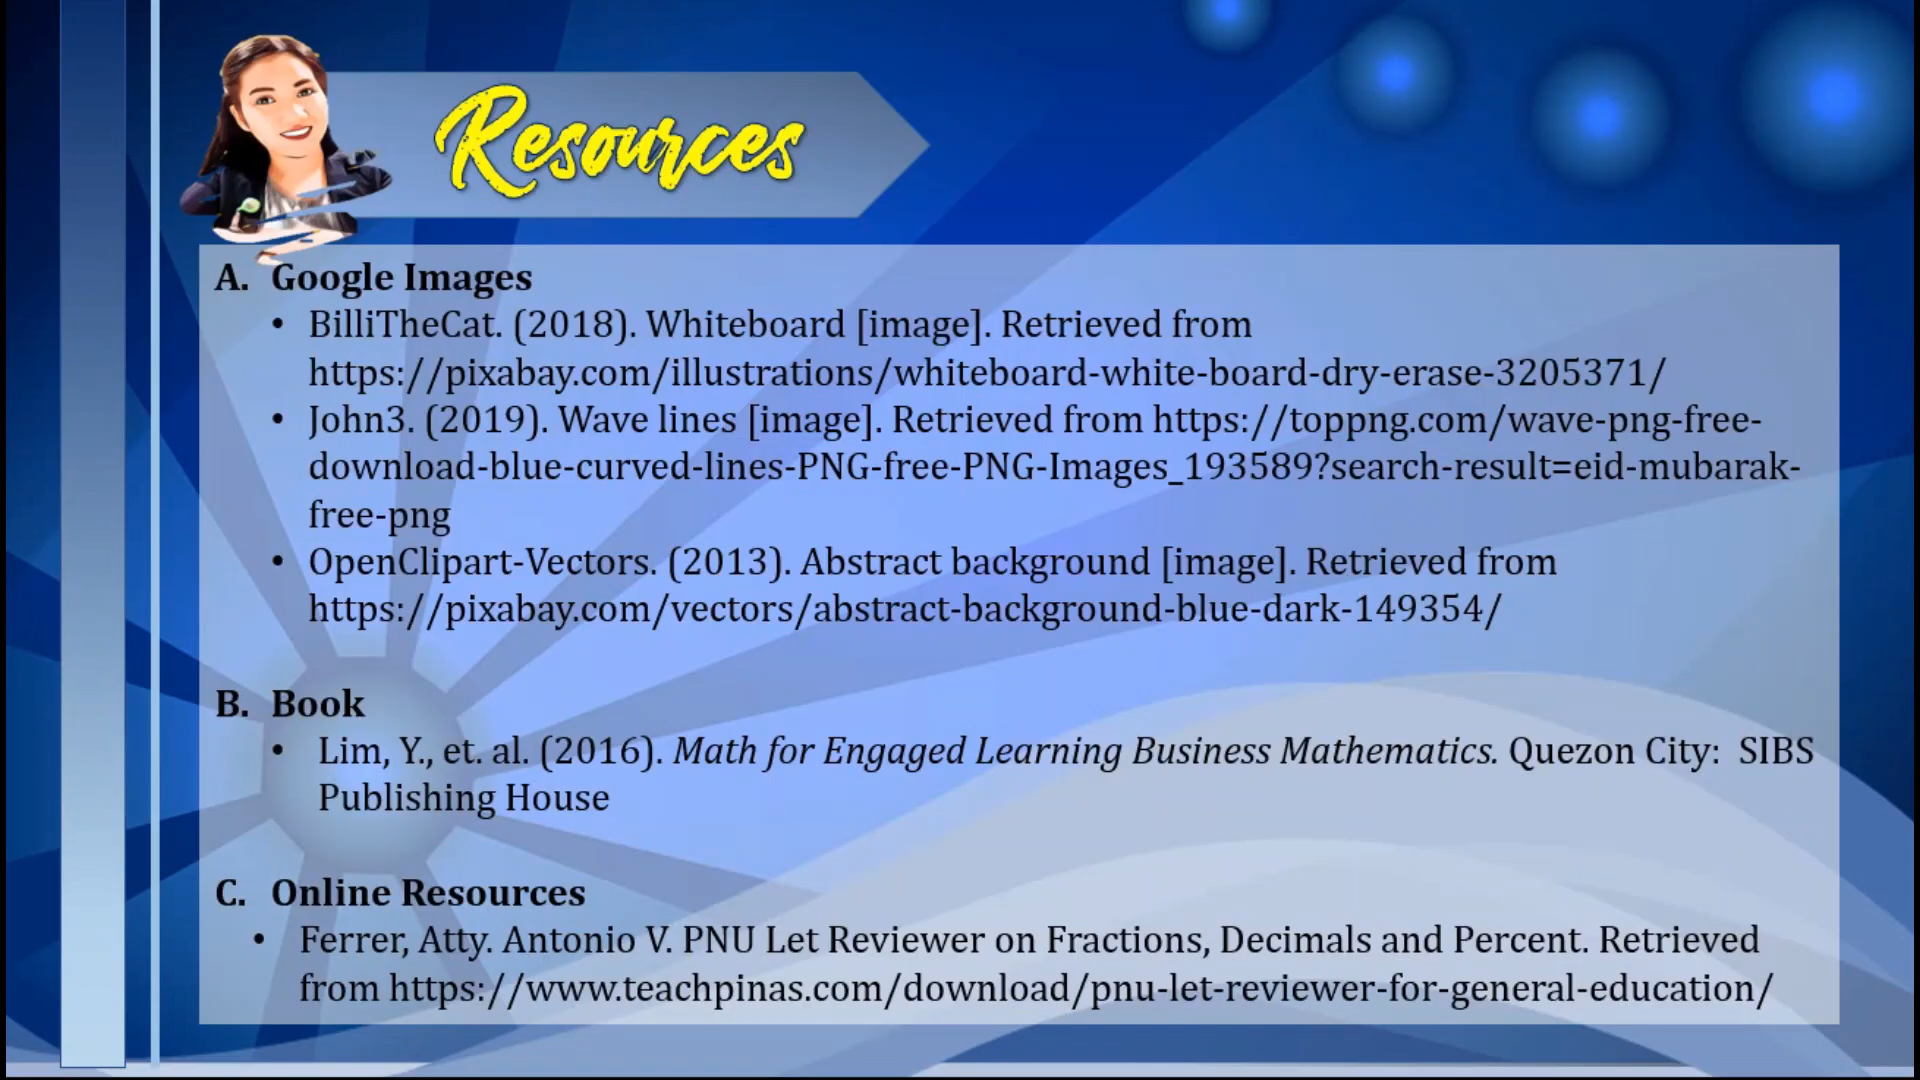 Resources
A. Google Images
• BilliTheCat. (2018). Whiteboard [image]. Retrieved from
https://pixabay.com/illustrations/whiteboard-white-board-dry-erase-3205371/
• John3. (2019). Wave lines [image]. Retrieved from https://toppng.com/wave-png-free-
download-blue-curved-lines-PNG-free-PNG-Images_193589?search-result=eid-mubarak-
free-png
• OpenClipart-Vectors. (2013). Abstract background [image]. Retrieved from
https://pixabay.com/vectors/abstract-background-blue-dark-149354/
B. Book
• Lim, Y., et. al. (2016). Math for Engaged Learning Business Mathematics. Quezon City: SIBS
Publishing House
C. Online Resources
• Ferrer, Atty. Antonio V. PNU Let Reviewer on Fractions, Decimals and Percent. Retrieved
from https://www.teachpinas.com/download/pnu-let-reviewer-for-general-education/